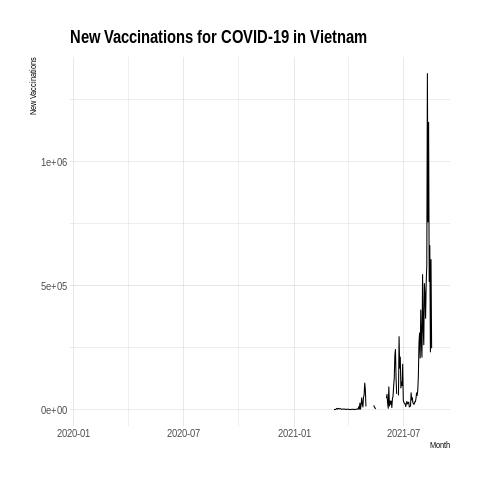 New Vaccinations for COVID-19 in Vietnam
New Vaccinations
1e+06
5e+05
0e+00
2020-01
2020-07
2021-01
2021-07
Month